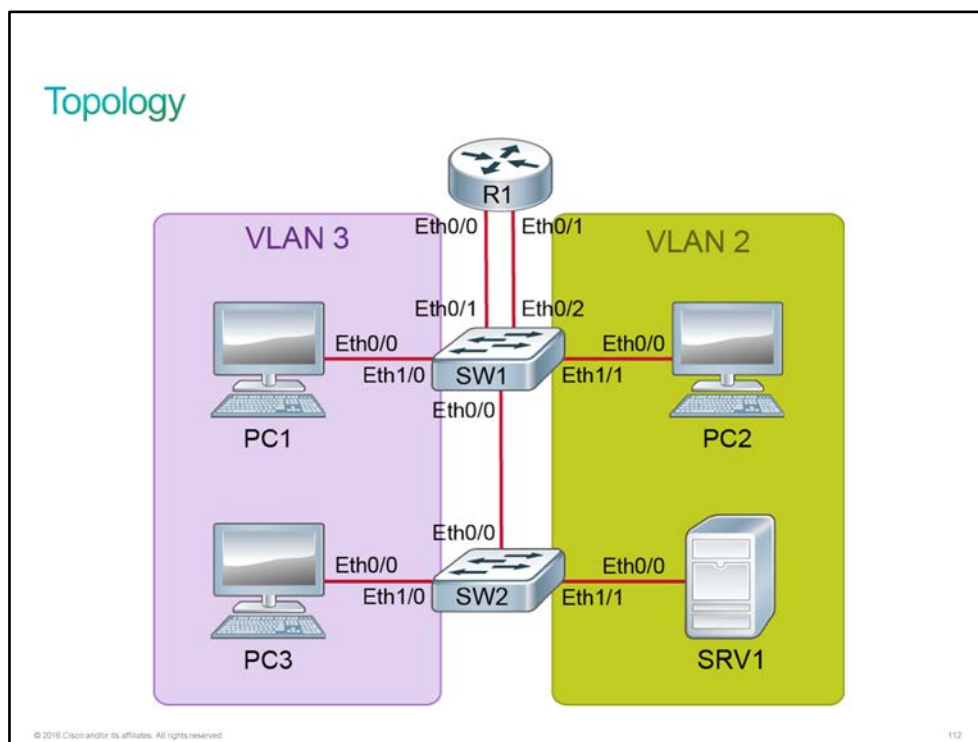 Topology
R1
Eth0/0 Eth0/1
VLAN 3
VLAN 2
Eth0/1 Eth0/2
Eth0/0
Eth1/0
SW1
Eth0/0
Eth1/1
Eth0/0
PC1
PC2
Eth0/0
Eth0/0
Eth1/0
SW2
Eth0/0
Eth1/1
PC3
SRV1
© 2016 Cisco and/or its affiliates. All rights reserved.
112